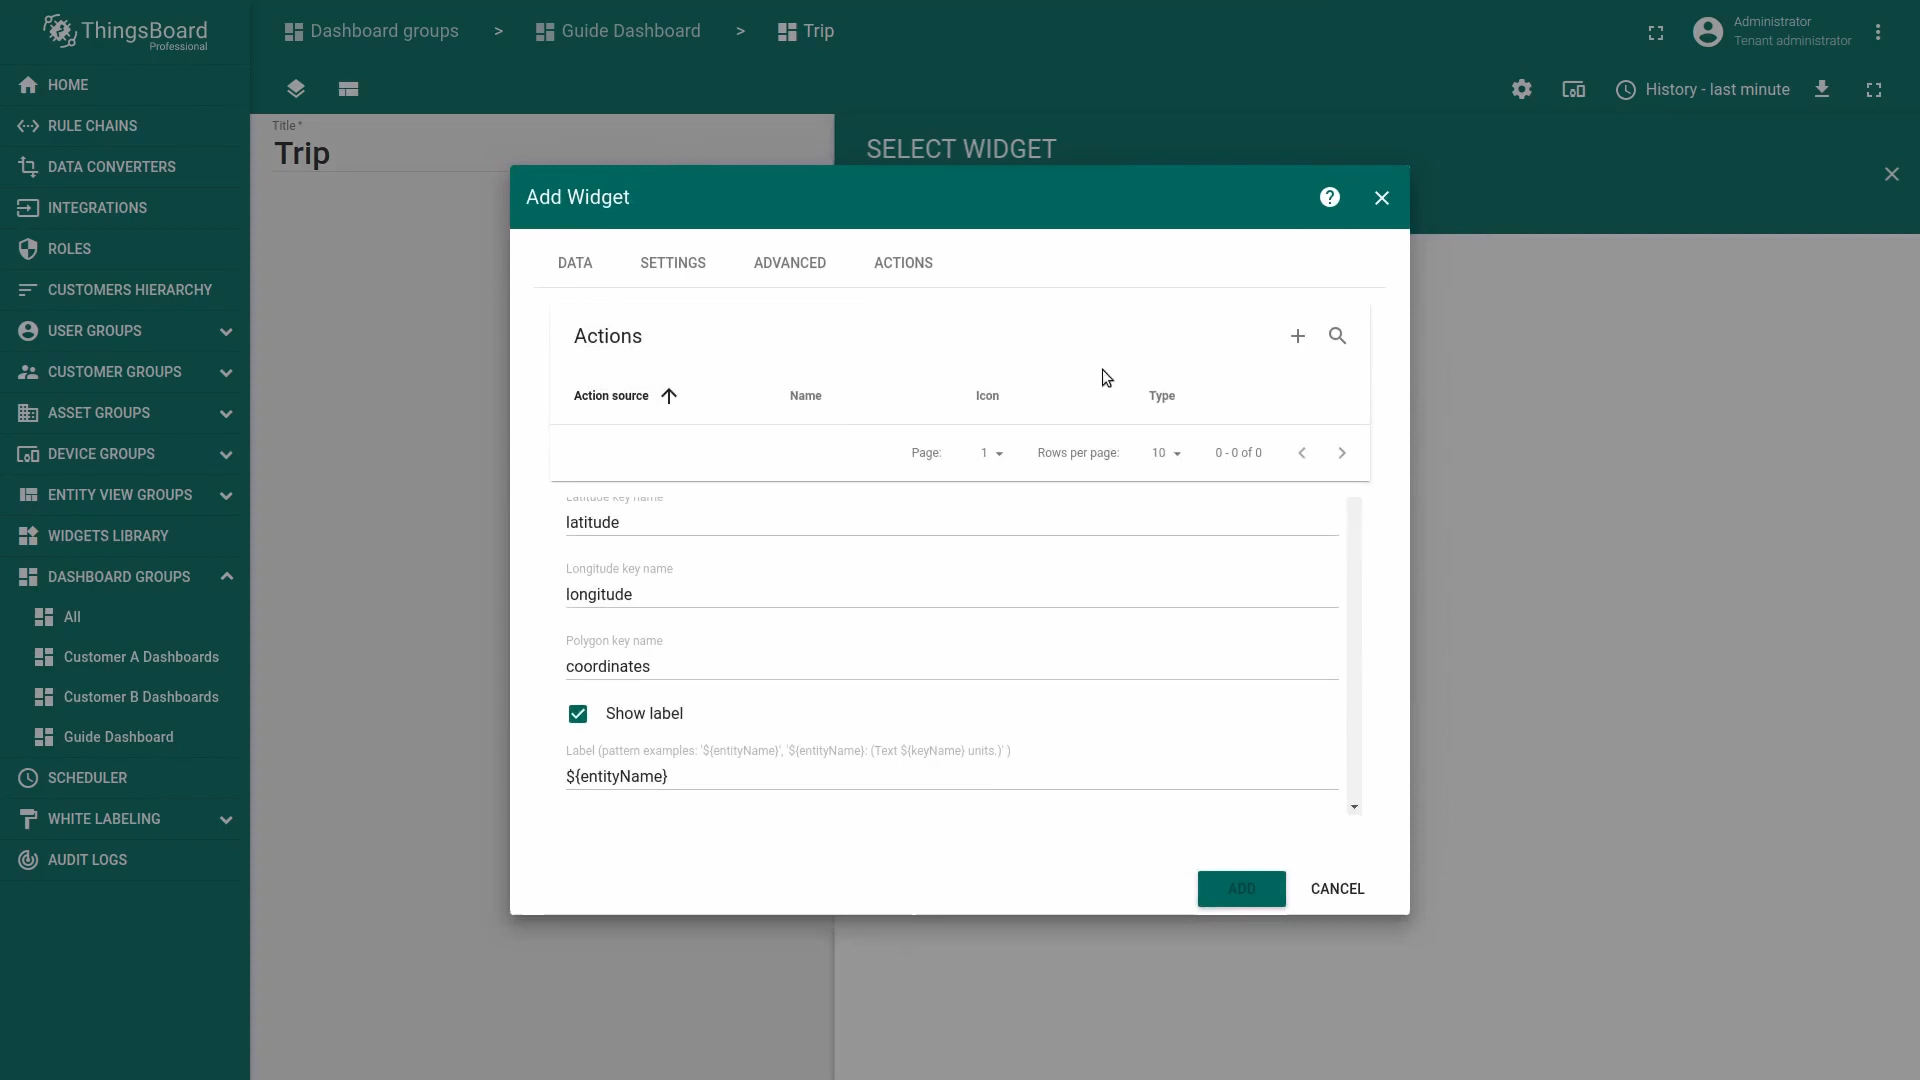 ThingsBoard
Professional
Dashboard groups > Guide Dashboard > Trip
Administrator
Tenant administrator
History - last minute
HOME
RULE CHAINS
DATA CONVERTERS
INTEGRATIONS
ROLES
CUSTOMERS HIERARCHY
USER GROUPS
CUSTOMER GROUPS
ASSET GROUPS
DEVICE GROUPS
ENTITY VIEW GROUPS
WIDGETS LIBRARY
DASHBOARD GROUPS
All
Customer A Dashboards
Customer B Dashboards
Guide Dashboard
SCHEDULER
WHITE LABELING
AUDIT LOGS
Title *
Trip
SELECT WIDGET
Add Widget
DATA SETTINGS ADVANCED ACTIONS
Actions
Action source Name Icon Type
Page: 1 Rows per page: 10 0 - 0 of 0
Latitude key name
latitude
Longitude key name
longitude
Polygon key name
coordinates
Show label
Label (pattern examples: '${entityName}', '${entityName}: (Text ${keyName} units.)' )
${entityName}
ADD CANCEL